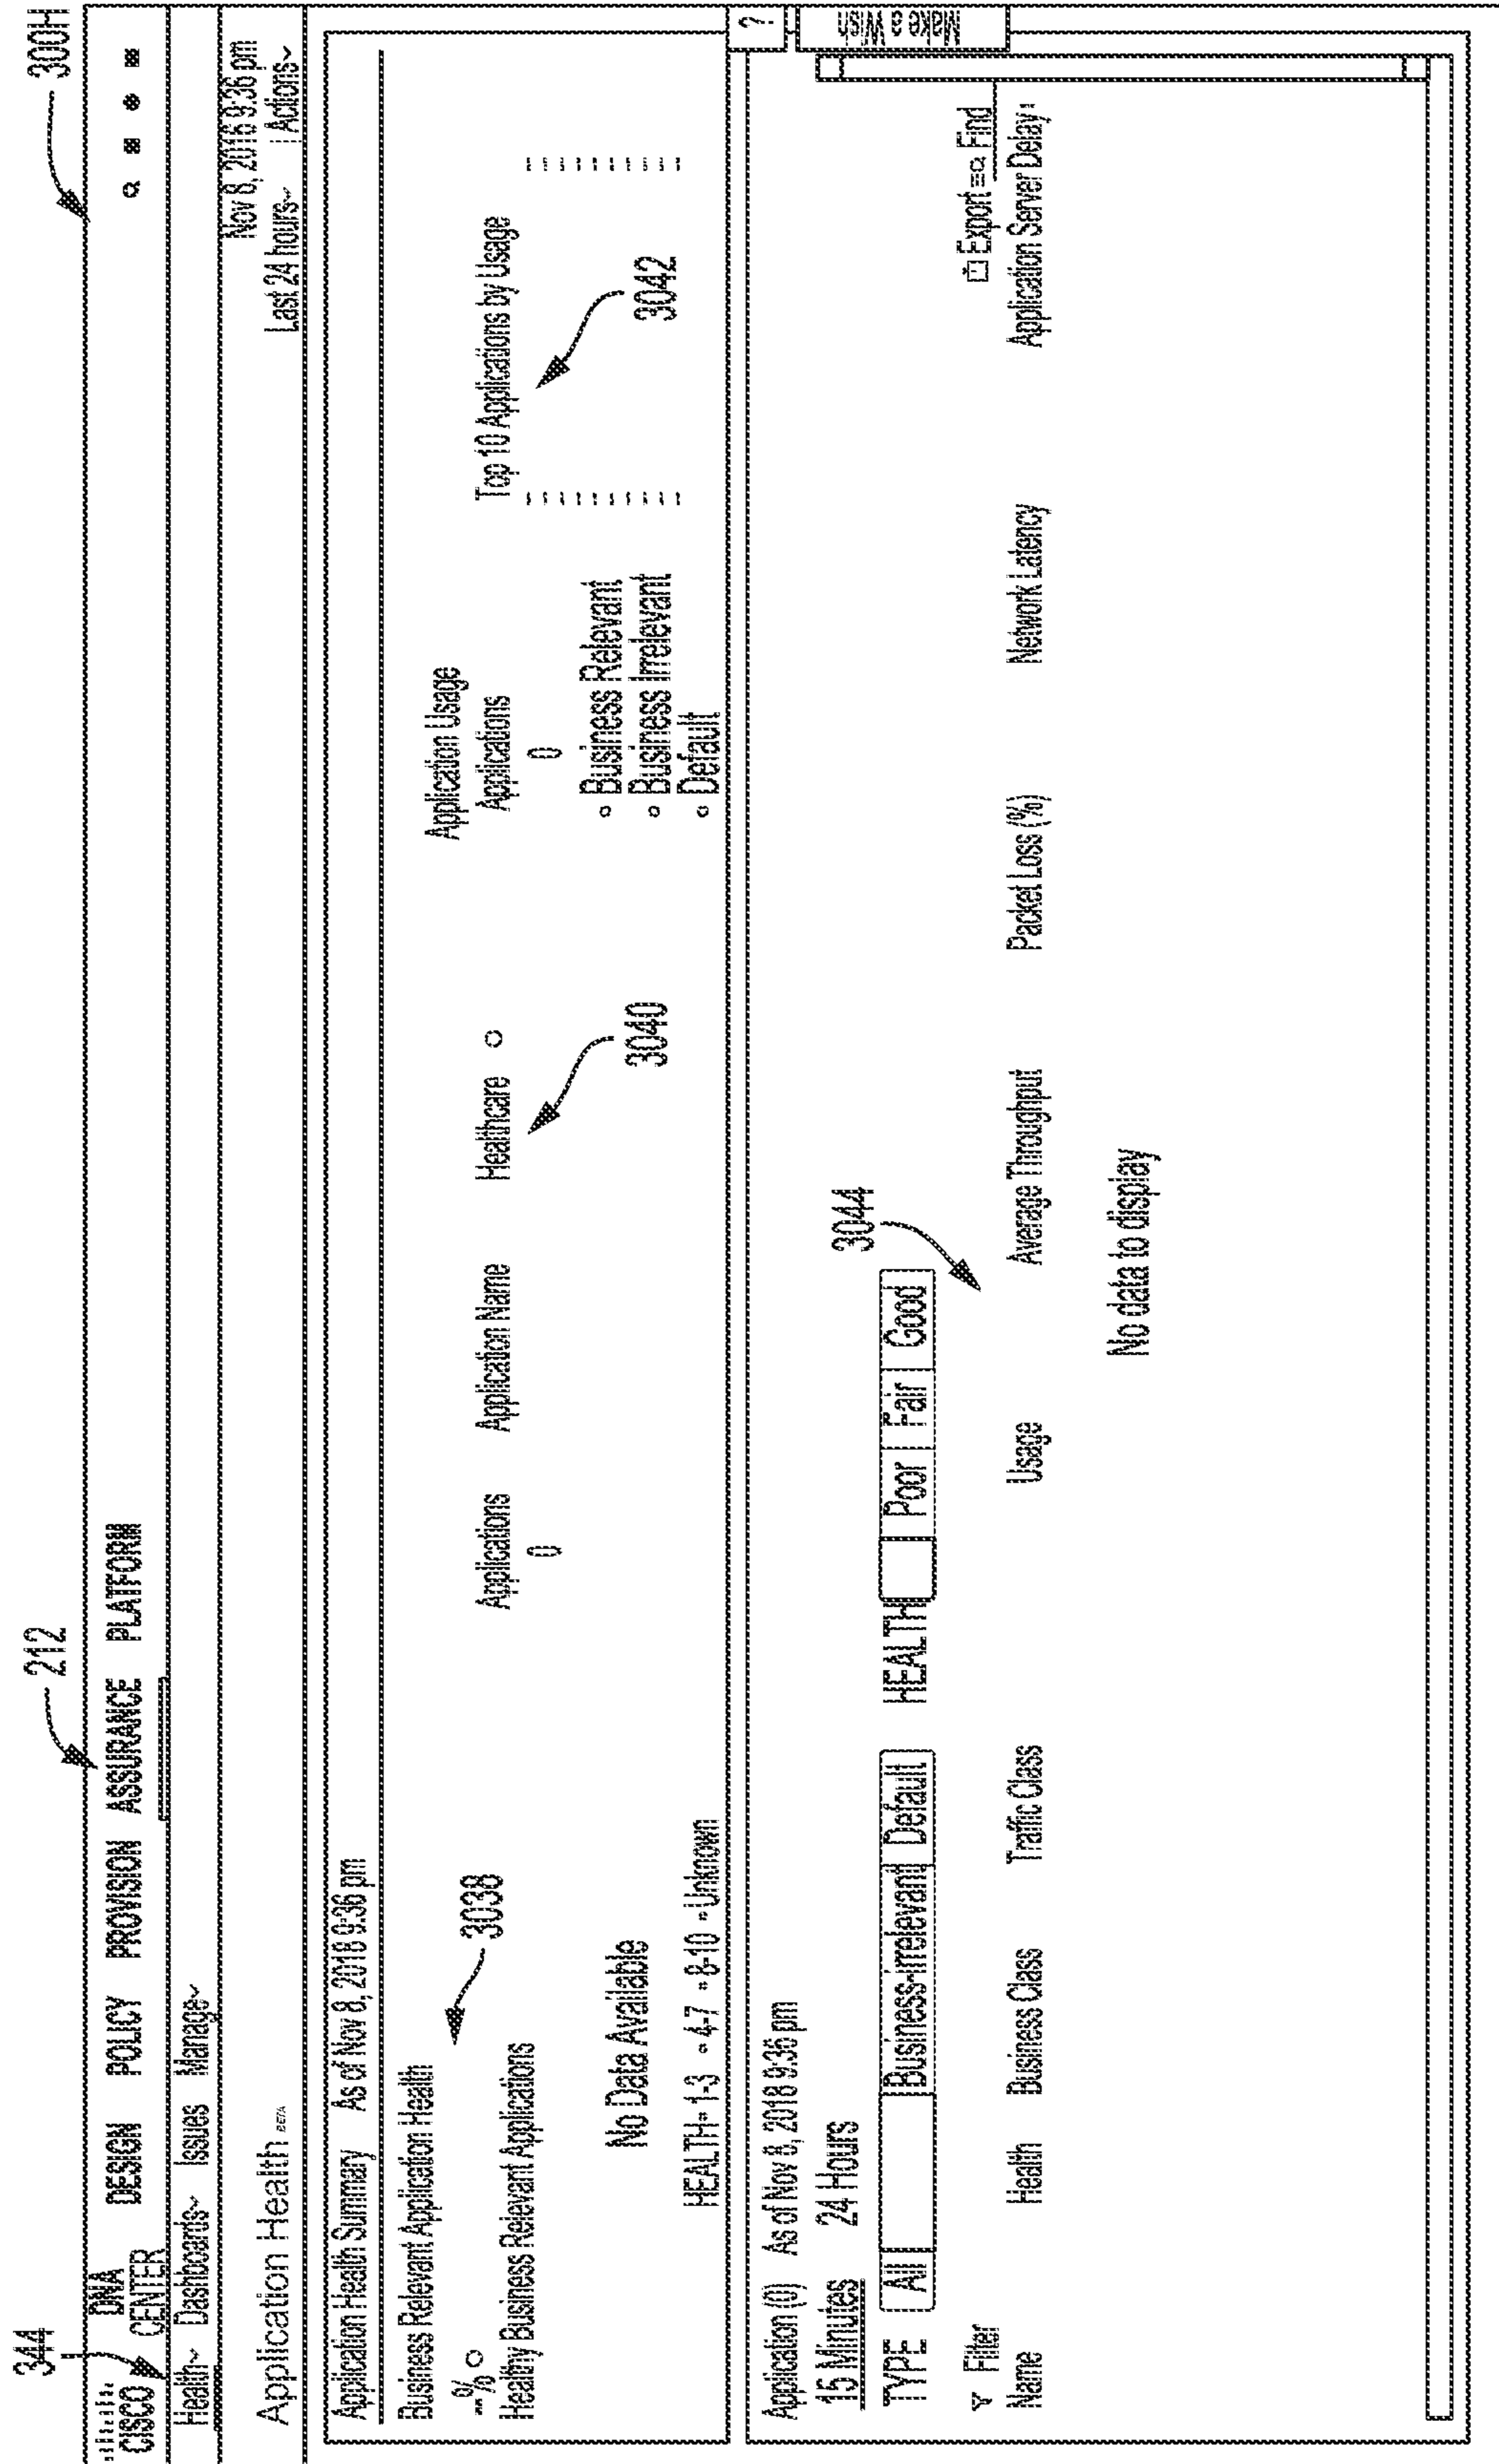 300H
212
344
CISCO DNA CENTER DESIGN POLICY PROVISION ASSURANCE PLATFORM
Health Dashboards Issues Manage
Nov 8, 2018 9:36 pm
Application Health BETA
Last 24 hours | Actions
Application Health Summary As of Nov 8, 2018 9:36 pm
Business Relevant Application Health
3038
--%
Healthy Business Relevant Applications
No Data Available
HEALTH: 1-3 4-7 8-10 Unknown
Applications
0
Application Name
Healthcare
3040
Application Usage
Applications
0
Business Relevant
Business Irrelevant
Default
Top 10 Applications by Usage
3042
?
Make a Wish
Application (0) As of Nov 8, 2018 9:36 pm
15 Minutes 24 Hours
TYPE All Business-irrelevant Default HEALTH Poor Fair Good
3044
Filter
Export Find
Name Health Business Class Traffic Class Usage Average Throughput Packet Loss (%) Network Latency Application Server Delay
No data to display